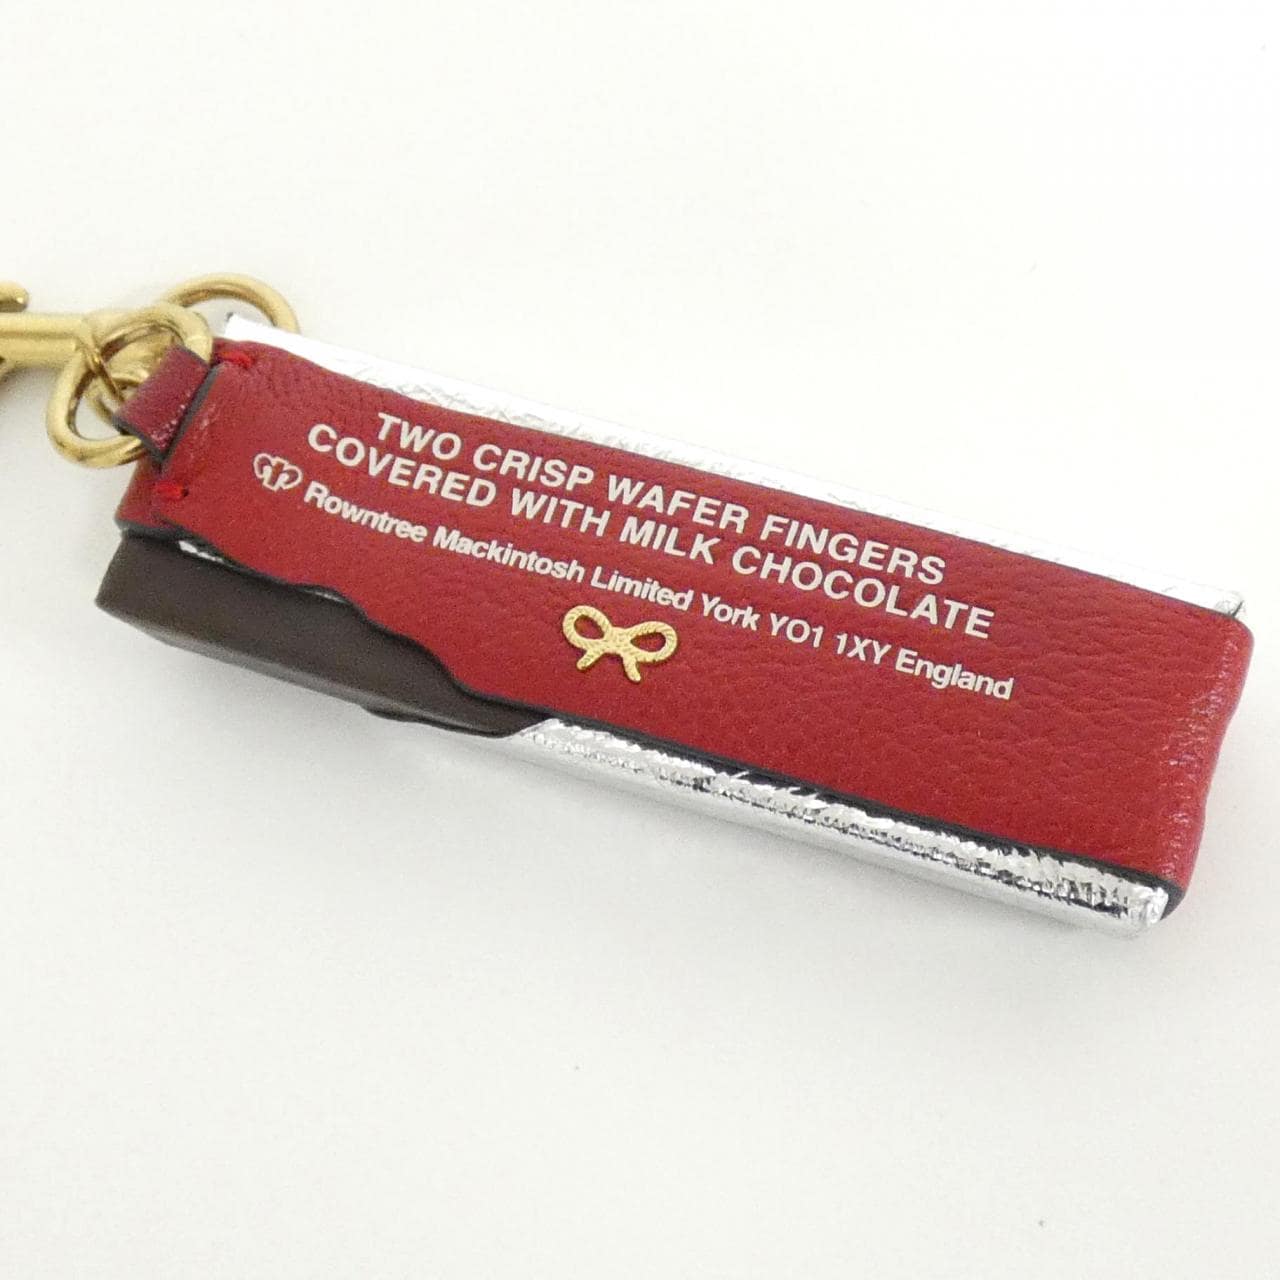 TWO CRISP WAFER FINGERS
COVERED WITH MILK CHOCOLATE
Rowntree Mackintosh Limited York YO1 1XY England